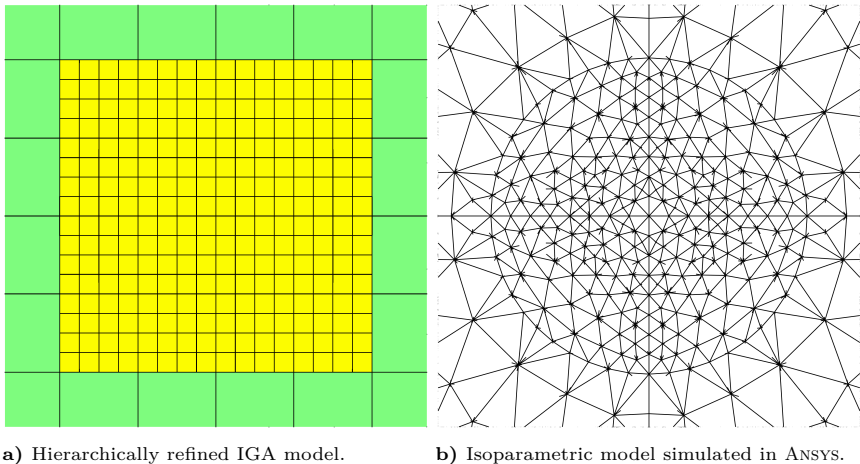 a) Hierarchically refined IGA model.
b) Isoparametric model simulated in ANSYS.